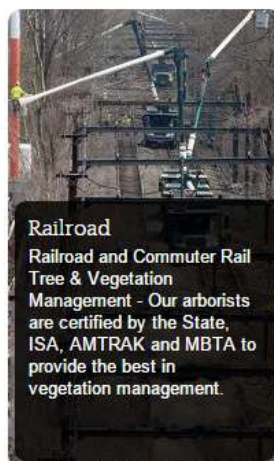 Railroad
Railroad and Commuter Rail
Tree & Vegetation
Management - Our arborists
are certified by the State,
ISA, AMTRAK and MBTA to
provide the best in
vegetation management.